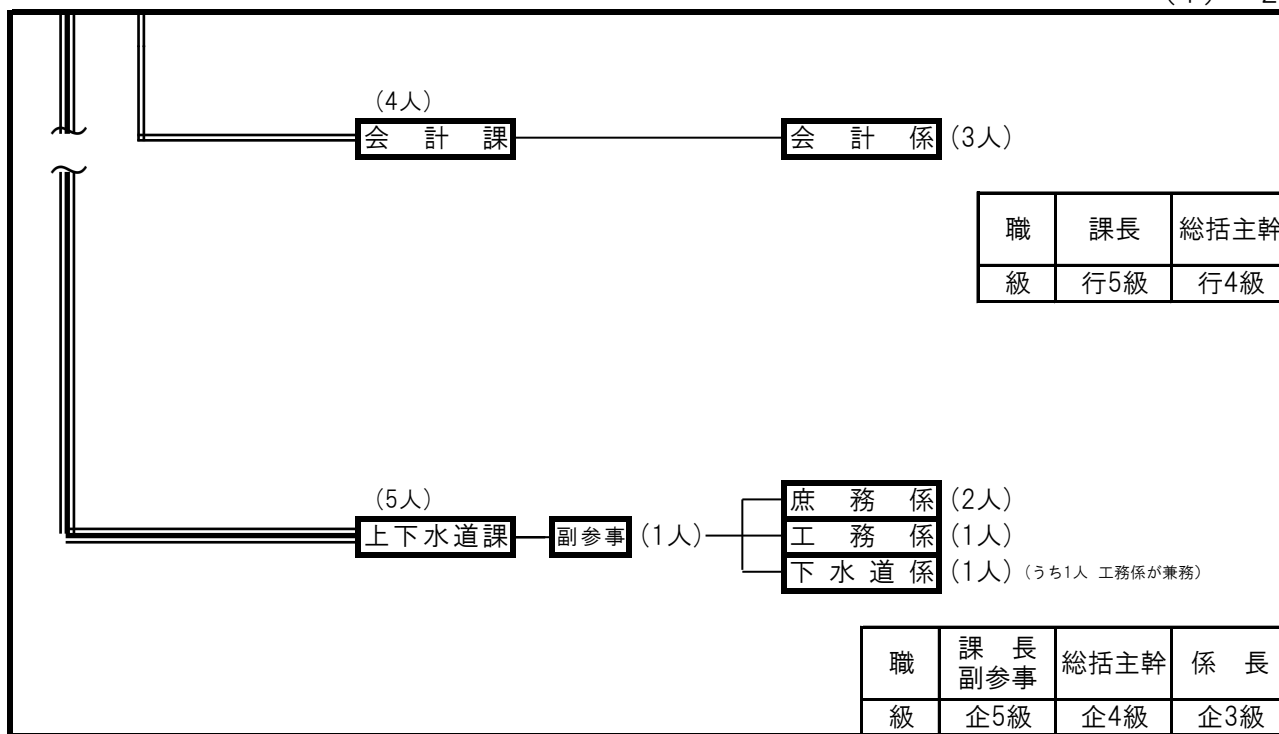 (4人)
会計課 会計係 (3人)
職 課長 総括主幹
級 行5級 行4級
(5人)
庶務係 (2人)
上下水道課 副参事 (1人) 工務係 (1人)
下水道係 (1人) (うち1人 工務係が兼務)
職 課長 副参事 総括主幹 係長
級 企5級 企4級 企3級